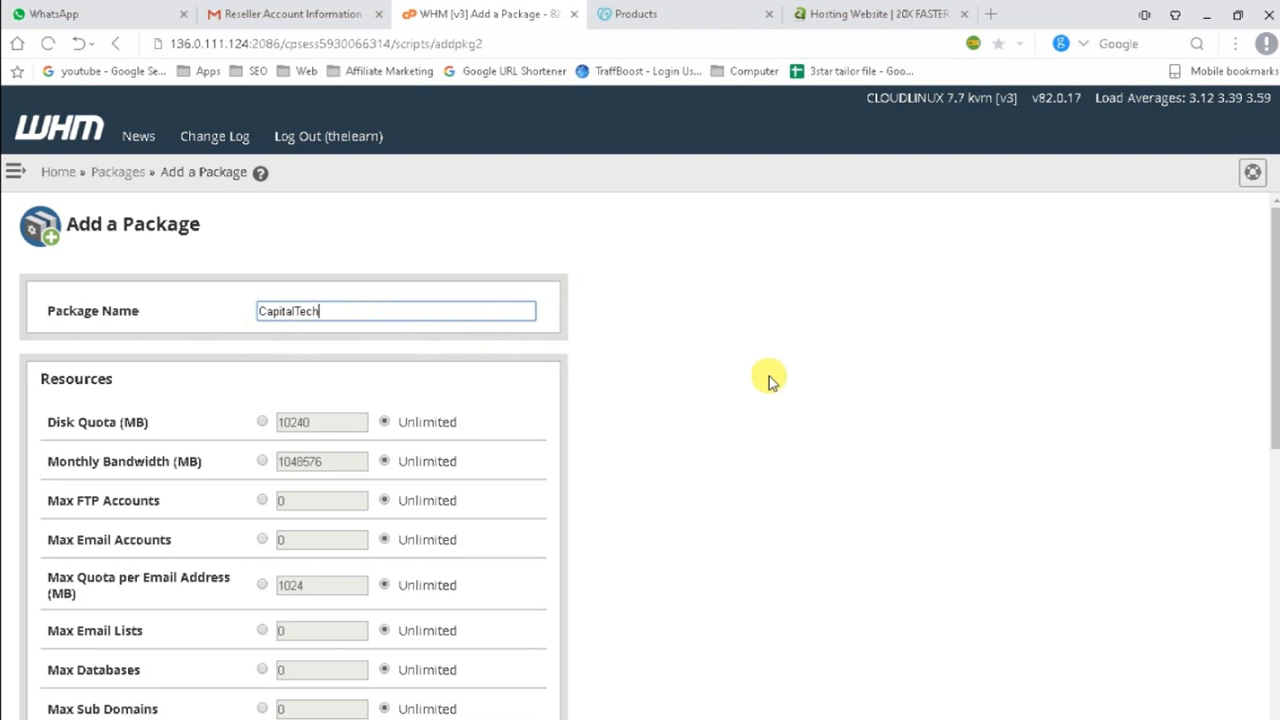 WhatsApp
Reseller Account Information
WHM [v3] Add a Package - 82
Products
Hosting Website | 20X FASTER
136.0.111.124:2086/cpsess5930066314/scripts/addpkg2
Google
youtube - Google Se...
Apps
SEO
Web
Affiliate Marketing
Google URL Shortener
TraffBoost - Login Us...
Computer
3star tailor file - Goo...
Mobile bookmarks
CLOUDLINUX 7.7 kvm [v3] v82.0.17 Load Averages: 3.12 3.39 3.59
WHM
News
Change Log
Log Out (thelearn)
Home » Packages » Add a Package
Add a Package
Package Name
CapitalTech
Resources
Disk Quota (MB) 10240 Unlimited
Monthly Bandwidth (MB) 1048576 Unlimited
Max FTP Accounts 0 Unlimited
Max Email Accounts 0 Unlimited
Max Quota per Email Address
(MB)
1024 Unlimited
Max Email Lists 0 Unlimited
Max Databases 0 Unlimited
Max Sub Domains 0 Unlimited